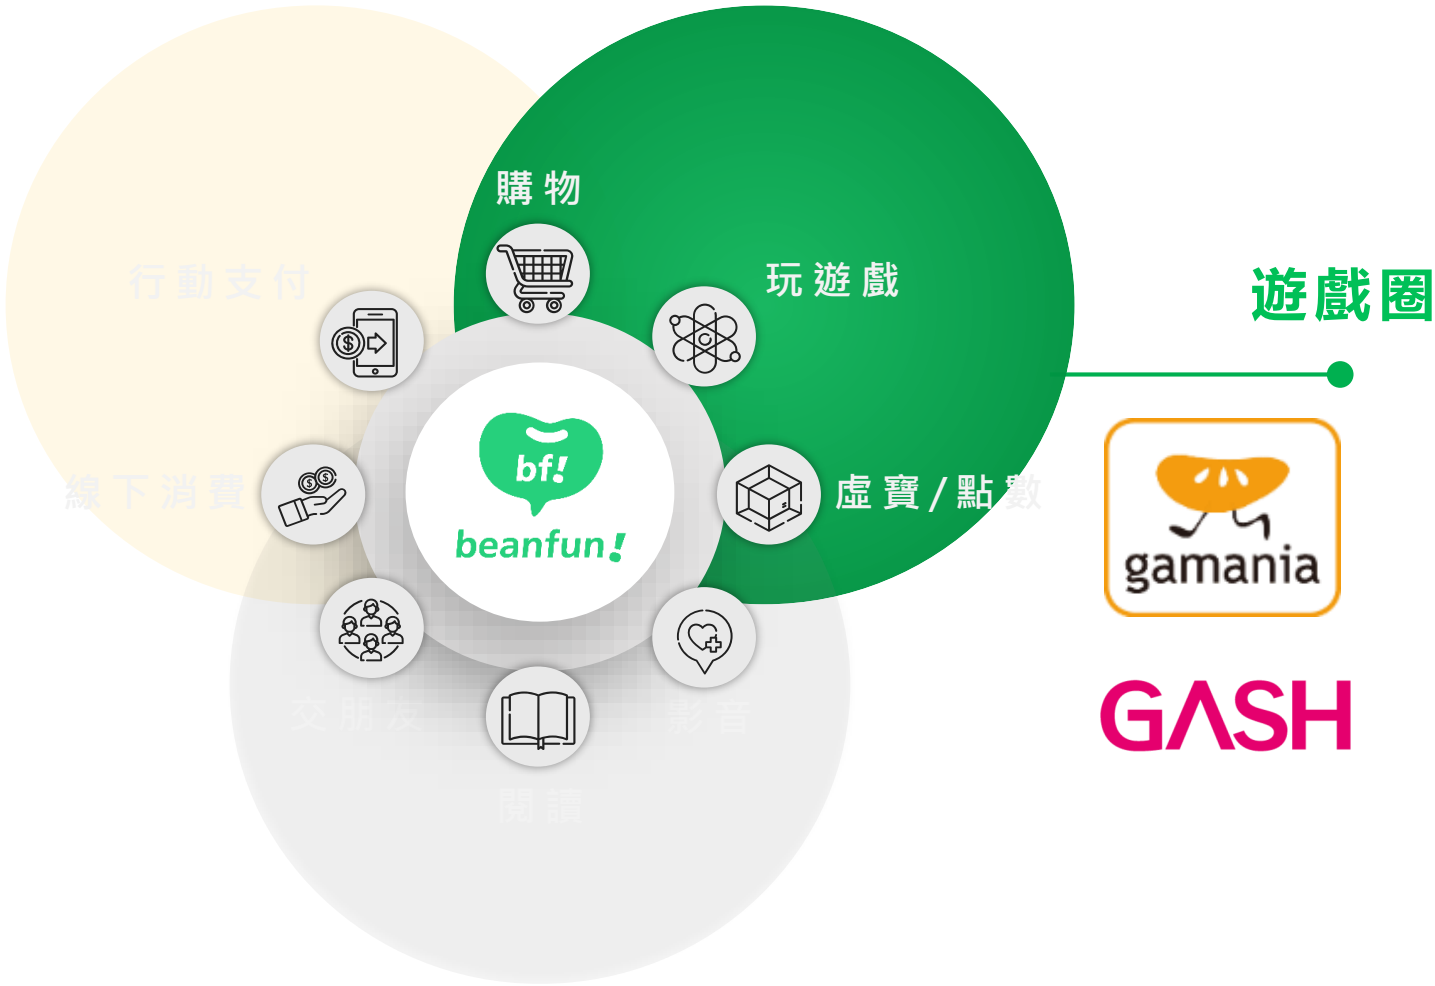 購物
行動支付
玩遊戲
遊戲圈
bf!
線下消費
虛寶/點數
beanfun!
gamania
交朋友
影音
GASH
閱讀